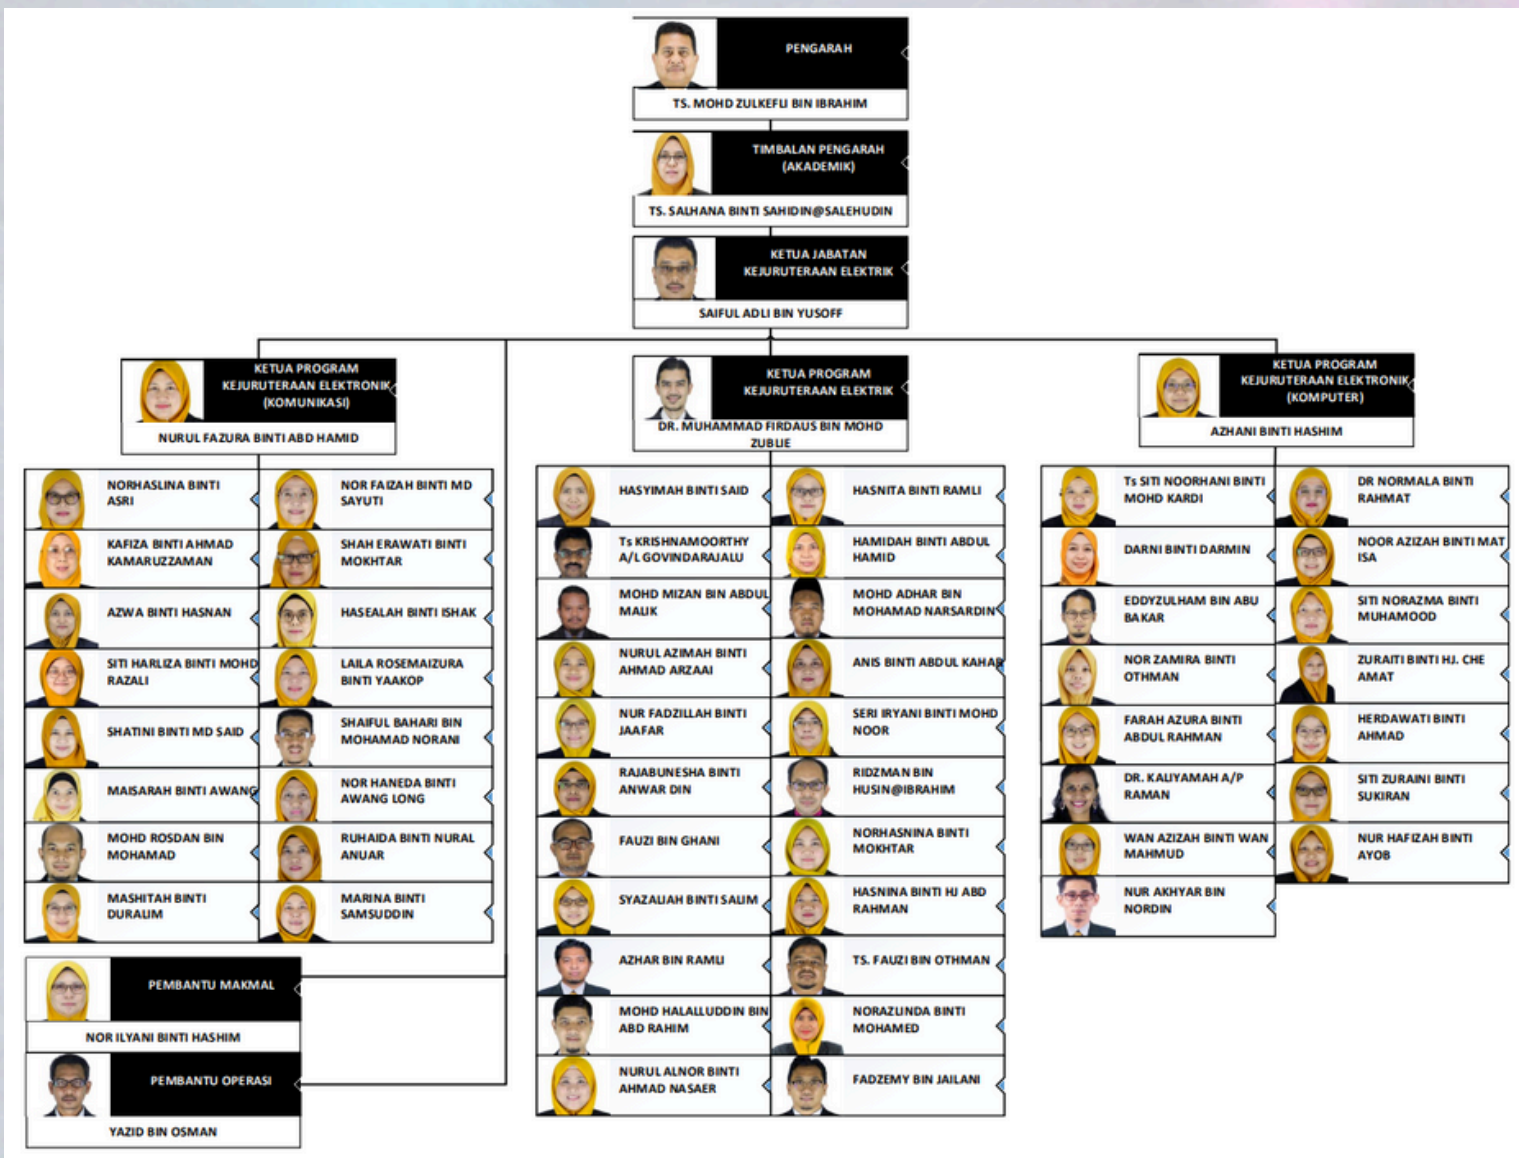 PENGARAH
TS. MOHD ZULKEFLI BIN IBRAHIM
TIMBALAN PENGARAH
(AKADEMIK)
TS. SALHANA BINTI SAHIDIN@SALEHUDIN
KETUA JABATAN
KEJURUTERAAN ELEKTRIK
SAIFUL ADLI BIN YUSOFF
KETUA PROGRAM
KEJURUTERAAN ELEKTRONIK
(KOMUNIKASI)
NURUL FAZURA BINTI ABD HAMID
NORHASLINA BINTI
ASRI
NOR FAIZAH BINTI MD
SAYUTI
KAFIZA BINTI AHMAD
KAMARUZZAMAN
SHAH ERAWATI BINTI
MOKHTAR
AZWA BINTI HASNAN
HASEALAH BINTI ISHAK
SITI HARLIZA BINTI MOHD
RAZALI
LAILA ROSEMAIZURA
BINTI YAAKOP
SHATINI BINTI MD SAID
SHAIFUL BAHARI BIN
MOHAMAD NORANI
MAISARAH BINTI AWANG
NOR HANEDA BINTI
AWANG LONG
MOHD ROSDAN BIN
MOHAMAD
RUHAIDA BINTI NURAL
ANUAR
MASHITAH BINTI
DURALIM
MARINA BINTI
SAMSUDDIN
PEMBANTU MAKMAL
NOR ILYANI BINTI HASHIM
PEMBANTU OPERASI
YAZID BIN OSMAN
KETUA PROGRAM
KEJURUTERAAN ELEKTRIK
DR. MUHAMMAD FIRDAUS BIN MOHD
ZUBLIE
HASYIMAH BINTI SAID
HASNITA BINTI RAMLI
Ts KRISHNAMOORTHY
A/L GOVINDARAJALU
HAMIDAH BINTI ABDUL
HAMID
MOHD MIZAN BIN ABDUL
MALIK
MOHD ADHAR BIN
MOHAMAD NARSARDIN
NURUL AZIMAH BINTI
AHMAD ARZAAI
ANIS BINTI ABDUL KAHAR
NUR FADZILLAH BINTI
JAAFAR
SERI IRYANI BINTI MOHD
NOOR
RAJABUNESHA BINTI
ANWAR DIN
RIDZMAN BIN
HUSIN@IBRAHIM
FAUZI BIN GHANI
NORHASNINA BINTI
MOKHTAR
SYAZALIAH BINTI SALIM
HASNINA BINTI HJ ABD
RAHMAN
AZHAR BIN RAMLI
TS. FAUZI BIN OTHMAN
MOHD HALALLUDDIN BIN
ABD RAHIM
NORAZLINDA BINTI
MOHAMED
NURUL ALNOR BINTI
AHMAD NASAER
FADZEMY BIN JAILANI
KETUA PROGRAM
KEJURUTERAAN ELEKTRONIK
(KOMPUTER)
AZHANI BINTI HASHIM
Ts SITI NOORHANI BINTI
MOHD KARDI
DR NORMALA BINTI
RAHMAT
DARNI BINTI DARMIN
NOOR AZIZAH BINTI MAT
ISA
EDDYZULHAM BIN ABU
BAKAR
SITI NORAZMA BINTI
MUHAMOOD
NOR ZAMIRA BINTI
OTHMAN
ZURAITI BINTI HJ. CHE
AMAT
FARAH AZURA BINTI
ABDUL RAHMAN
HERDAWATI BINTI
AHMAD
DR. KALIYAMAH A/P
RAMAN
SITI ZURAINI BINTI
SUKIRAN
WAN AZIZAH BINTI WAN
MAHMUD
NUR HAFIZAH BINTI
AYOB
NUR AKHYAR BIN
NORDIN